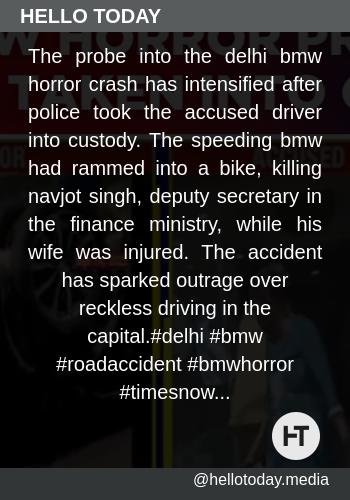 HELLO TODAY
The probe into the delhi bmw
horror crash has intensified after
police took the accused driver
into custody. The speeding bmw
had rammed into a bike, killing
navjot singh, deputy secretary in
the finance ministry, while his
wife was injured. The accident
has sparked outrage over
reckless driving in the
capital.#delhi #bmw
#roadaccident #bmwhorror
#timesnow...
HT
@hellotoday.media